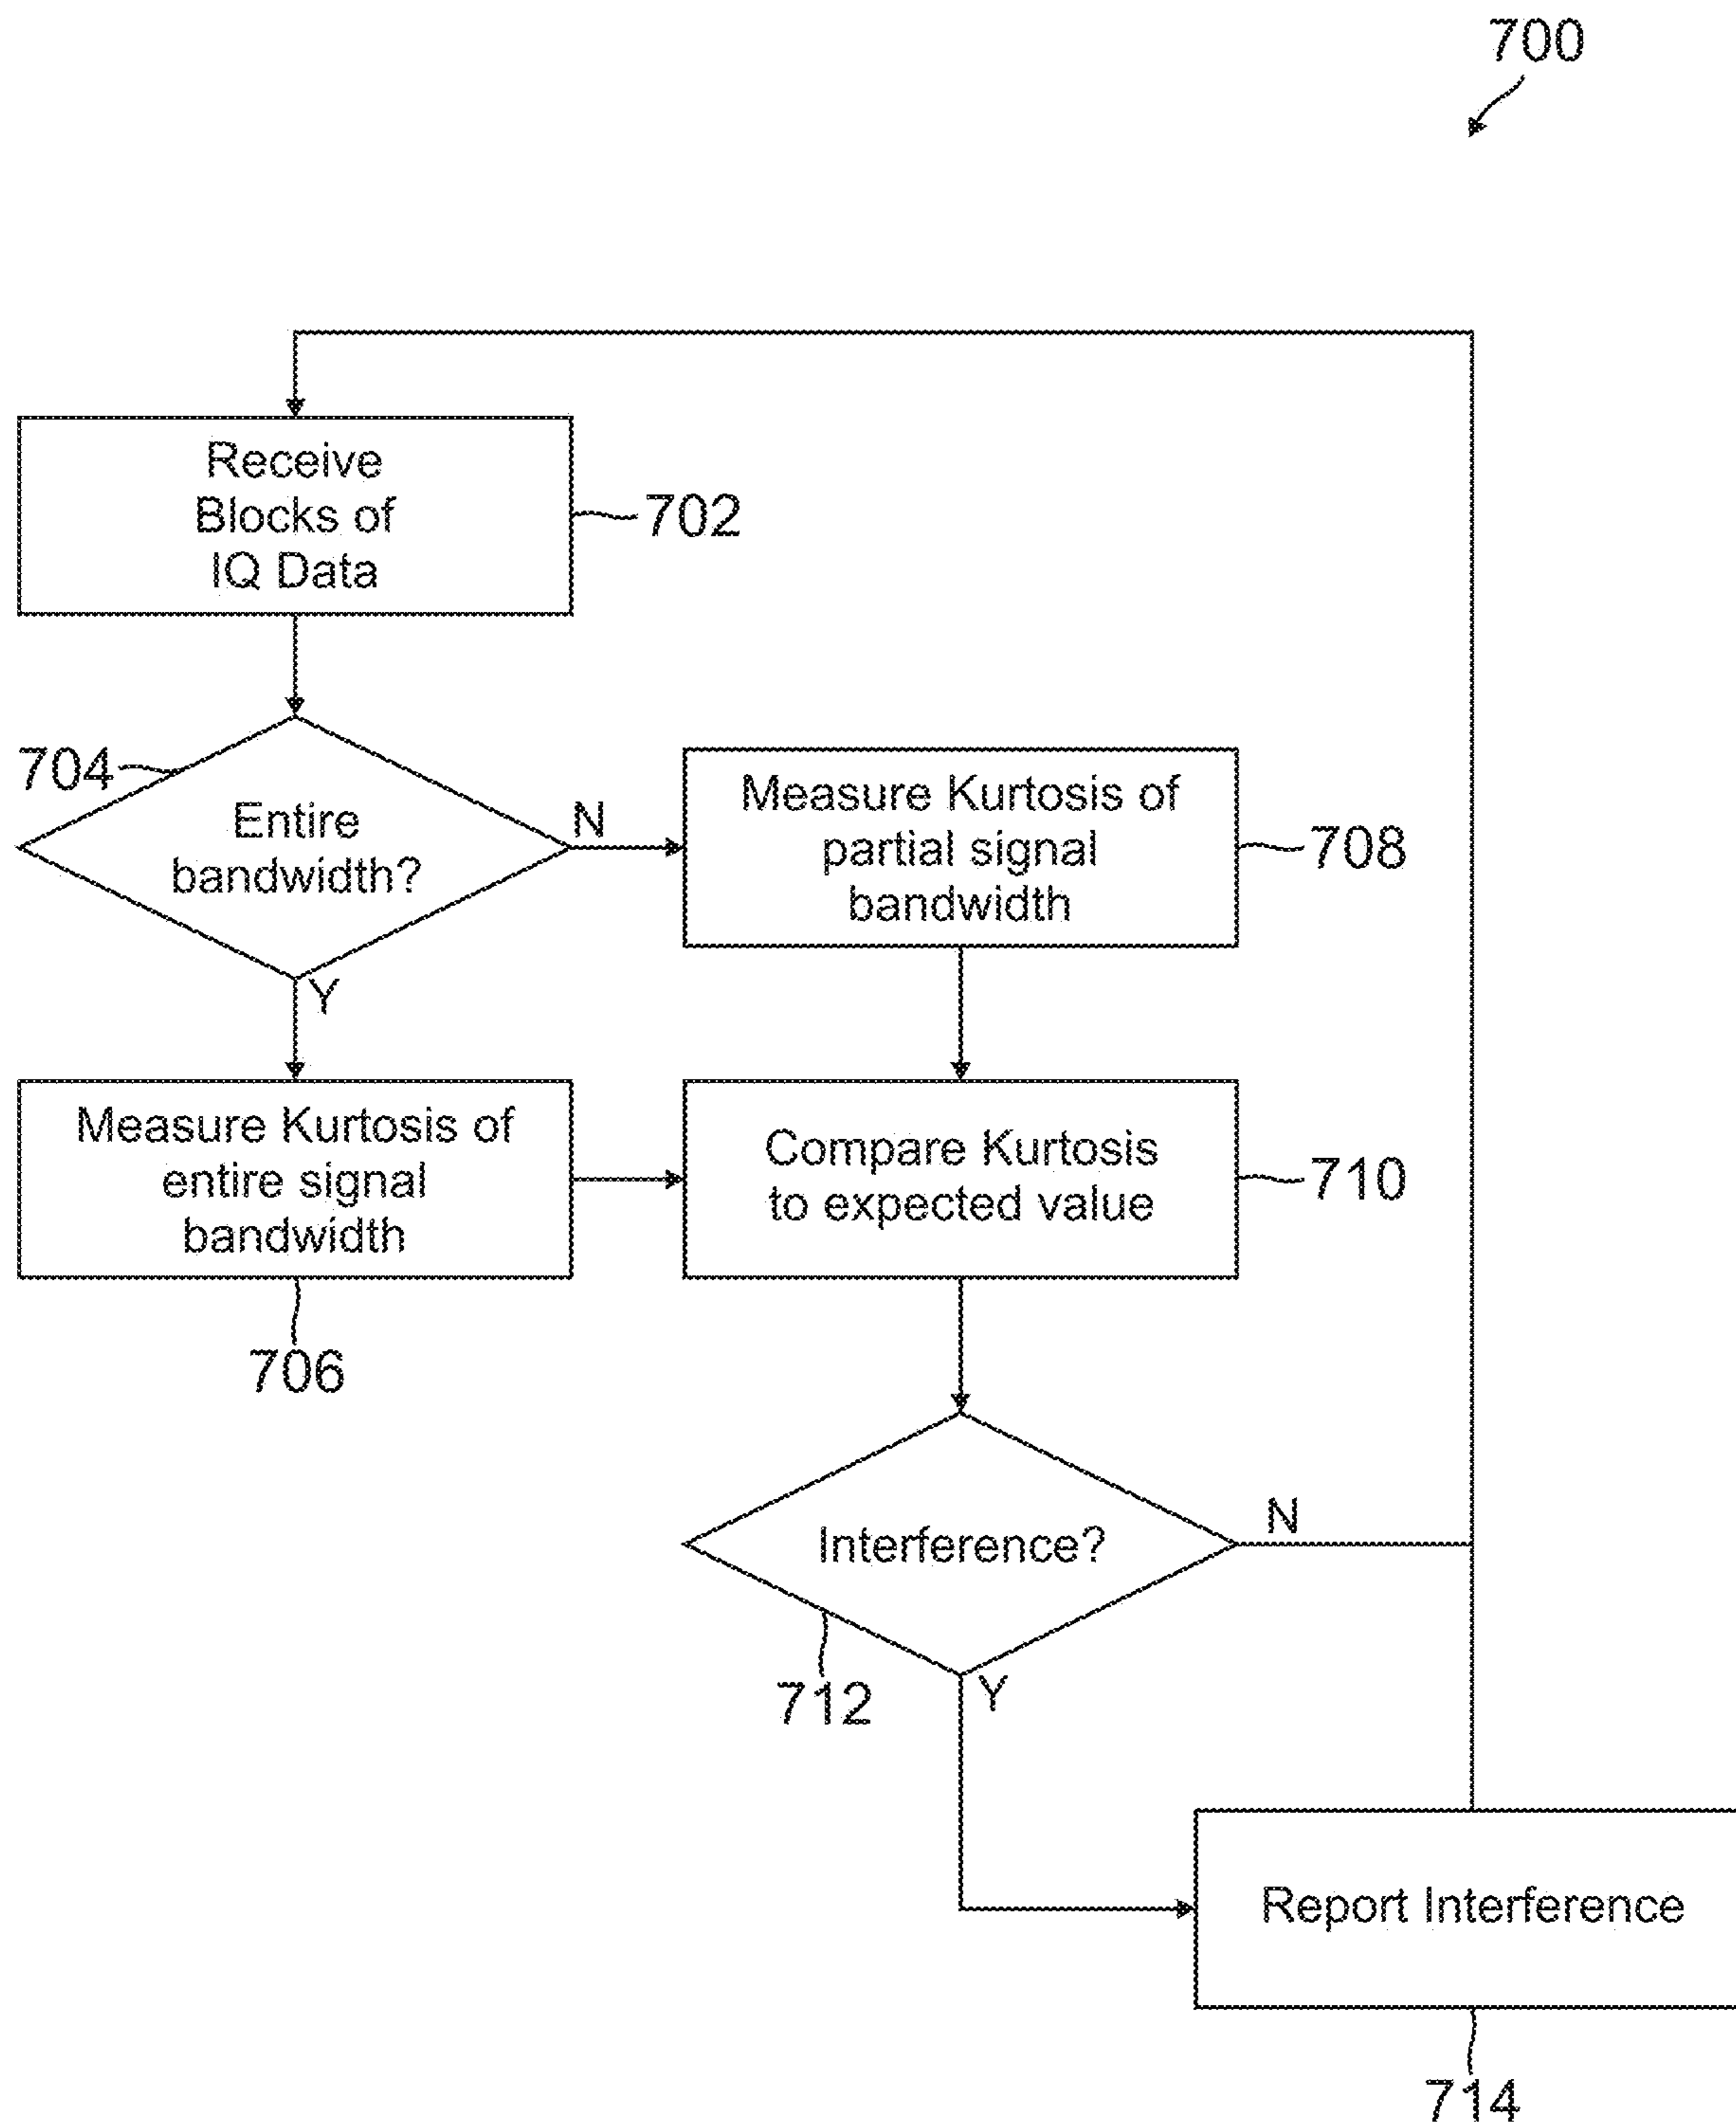 700
Receive
Blocks of
IQ Data
702
704
Entire
bandwidth?
N
Y
Measure Kurtosis of
partial signal
bandwidth
708
Measure Kurtosis of
entire signal
bandwidth
706
Compare Kurtosis
to expected value
710
Interference?
N
Y
712
Report Interference
714